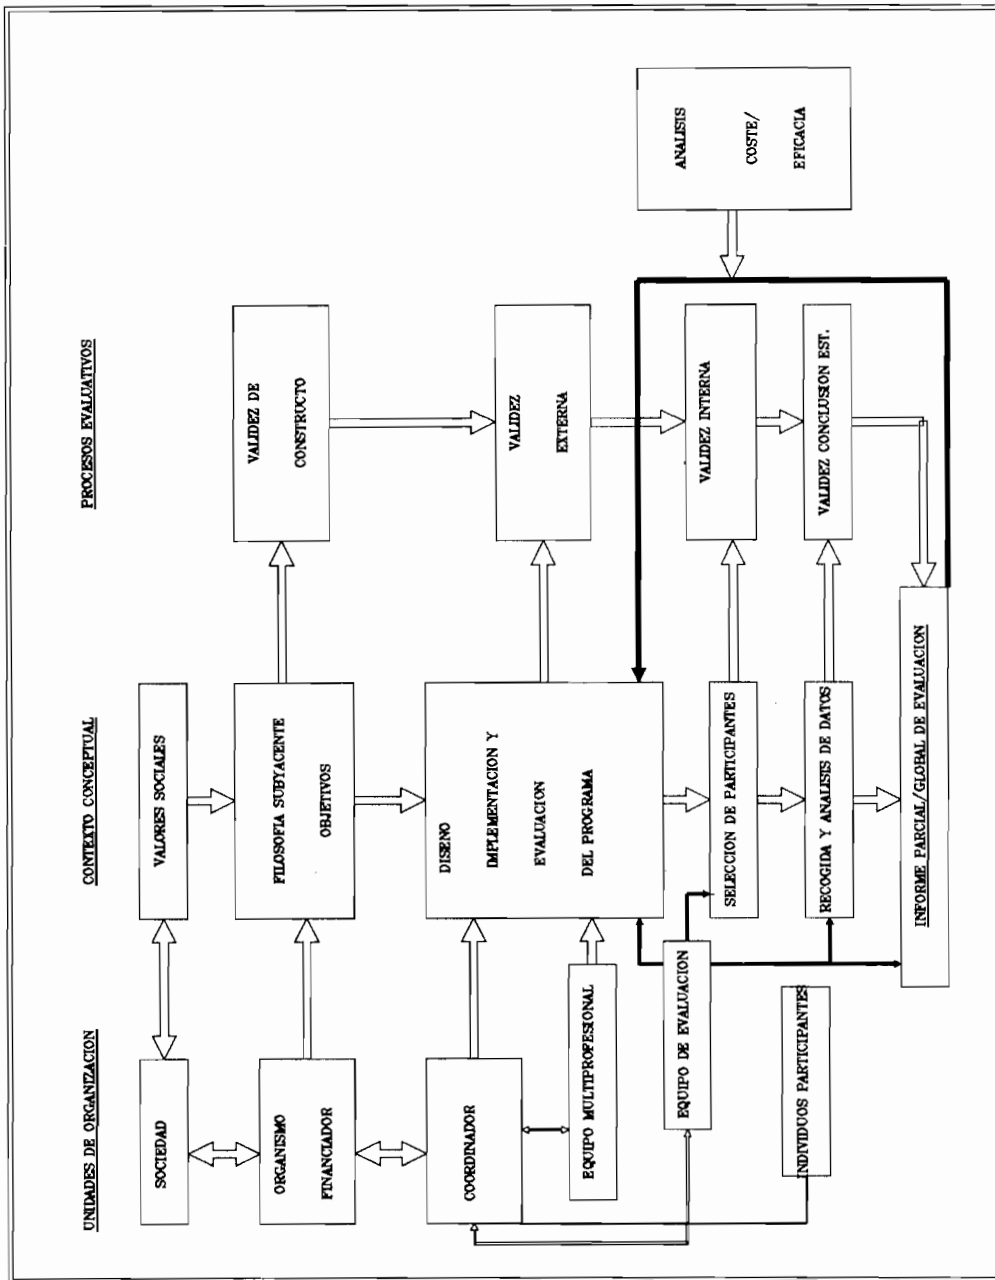 UNIDADES DE ORGANIZACION
CONTEXTO CONCEPTUAL
PROCESOS EVALUATIVOS
SOCIEDAD
VALORES SOCIALES
ORGANISMO
FINANCIADOR
FILOSOFIA SUBYACENTE
OBJETIVOS
VALIDEZ DE
CONSTRUCTO
COORDINADOR
DISENO
IMPLEMENTACION Y
EVALUACION
DEL PROGRAMA
VALIDEZ
EXTERNA
EQUIPO MULTIPROFESIONAL
EQUIPO DE EVALUACION
SELECCION DE PARTICIPANTES
VALIDEZ INTERNA
ANALISIS
COSTE/
EFICACIA
INDIVIDUOS PARTICIPANTES
RECOGIDA Y ANALISIS DE DATOS
VALIDEZ CONCLUSION EST.
INFORME PARCIAL/GLOBAL DE EVALUACION